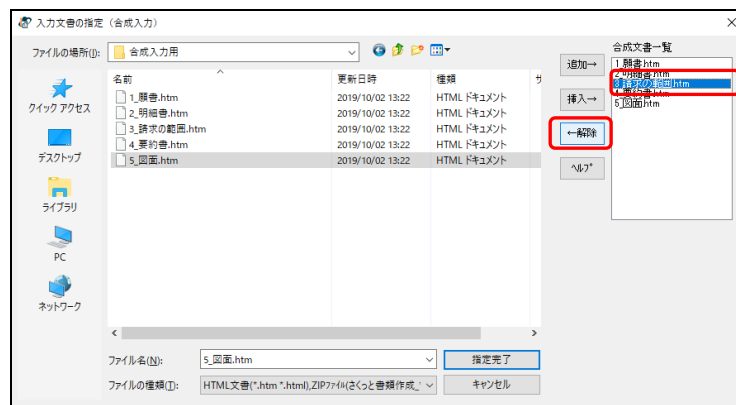 入力文書の指定（合成入力）
ファイルの場所(I):
合成入力用
名前
更新日時
種類
サ
1_願書.htm
2019/10/02 13:22
HTML ドキュメント
2_明細書.htm
2019/10/02 13:22
HTML ドキュメント
3_請求の範囲.htm
2019/10/02 13:22
HTML ドキュメント
4_要約書.htm
2019/10/02 13:22
HTML ドキュメント
5_図面.htm
2019/10/02 13:22
HTML ドキュメント
クイック アクセス
デスクトップ
ライブラリ
PC
ネットワーク
追加→
挿入→
←解除
ヘルプ
合成文書一覧
1_願書.htm
2_明細書.htm
3_請求の範囲.htm
4_要約書.htm
5_図面.htm
ファイル名(N):
5_図面.htm
指定完了
ファイルの種類(T):
HTML文書(*.htm *.html),ZIPファイル(さくっと書類作成_
キャンセル